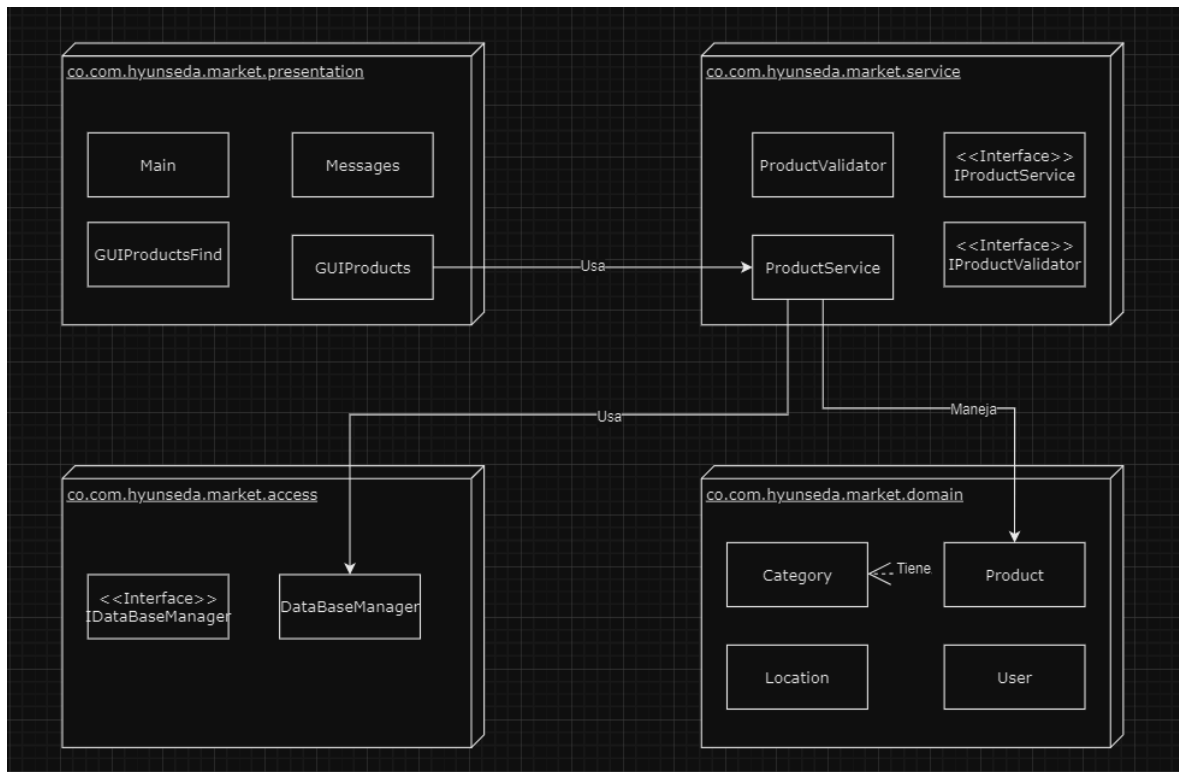 co.com.hyunseda.market.presentation
Main
Messages
GUIProductsFind
GUIProducts
Usa
co.com.hyunseda.market.service
ProductValidator
<<Interface>>
IProductService
ProductService
<<Interface>>
IProductValidator
Usa
Maneja
co.com.hyunseda.market.access
<<Interface>>
IDataBaseManager
DataBaseManager
co.com.hyunseda.market.domain
Category
Tiene
Product
Location
User